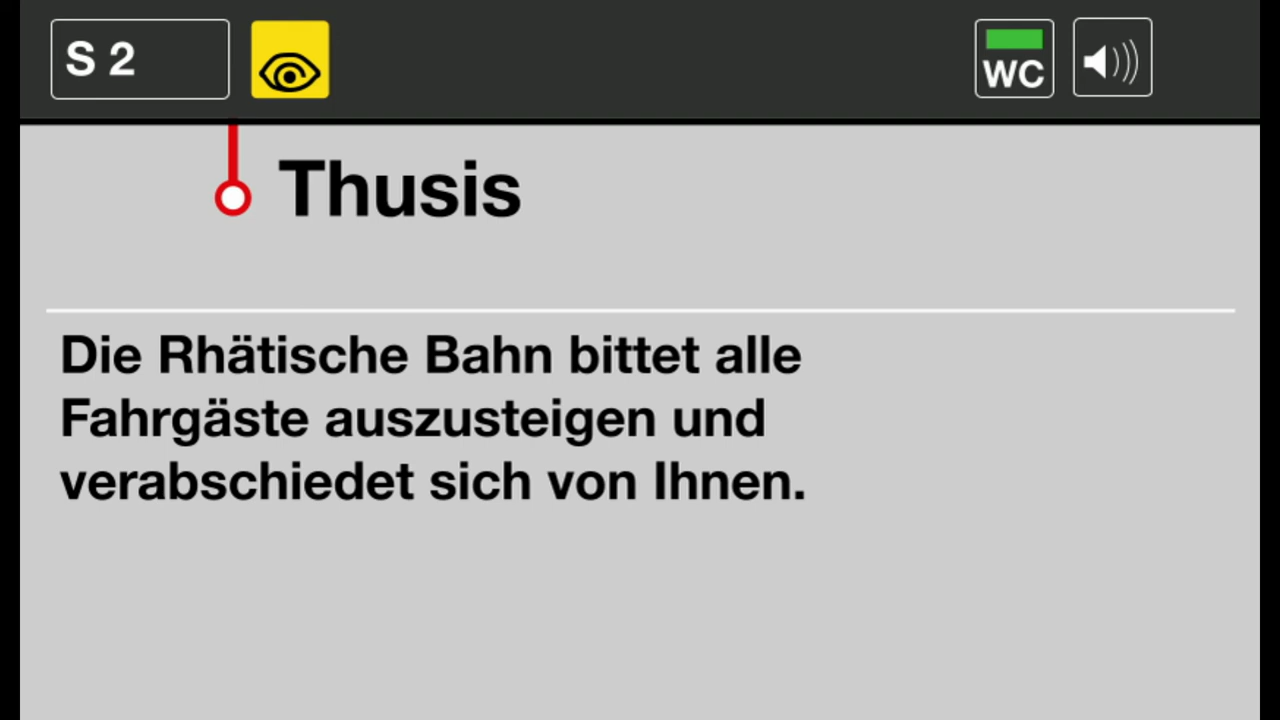 S 2
WC
Thusis
Die Rhätische Bahn bittet alle
Fahrgäste auszusteigen und
verabschiedet sich von Ihnen.